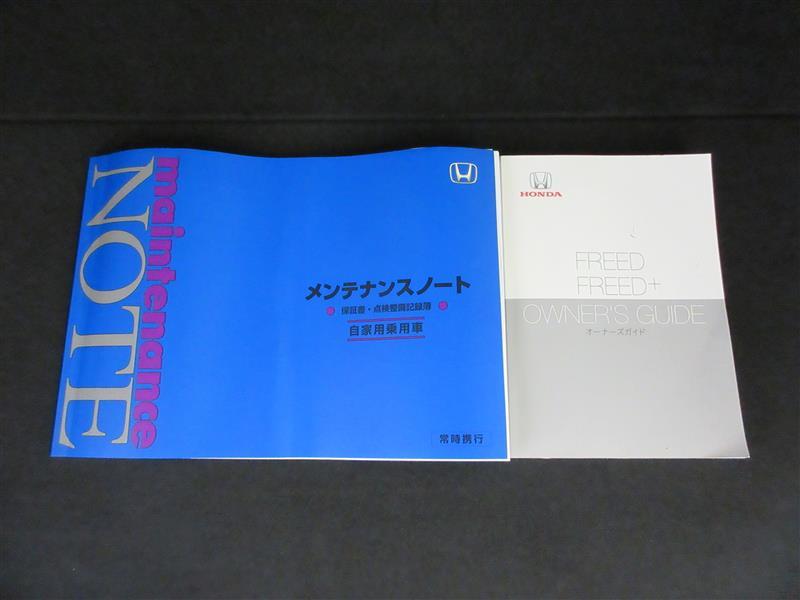 maintenance
NOTE
メンテナンスノート
保証書・点検整備記録簿
自家用乗用車
常時携行
HONDA
FREED
FREED+
OWNER'S GUIDE
オーナーズガイド